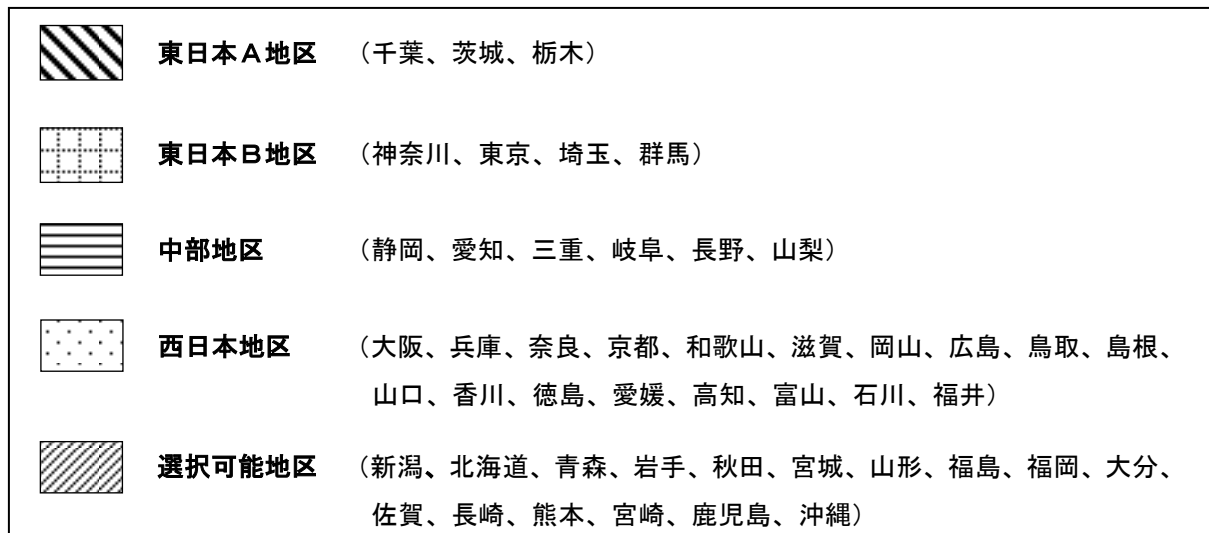 東日本A地区 （千葉、茨城、栃木）
東日本B地区 （神奈川、東京、埼玉、群馬）
中部地区 （静岡、愛知、三重、岐阜、長野、山梨）
西日本地区 （大阪、兵庫、奈良、京都、和歌山、滋賀、岡山、広島、鳥取、島根、
山口、香川、徳島、愛媛、高知、富山、石川、福井）
選択可能地区 （新潟、北海道、青森、岩手、秋田、宮城、山形、福島、福岡、大分、
佐賀、長崎、熊本、宮崎、鹿児島、沖縄）